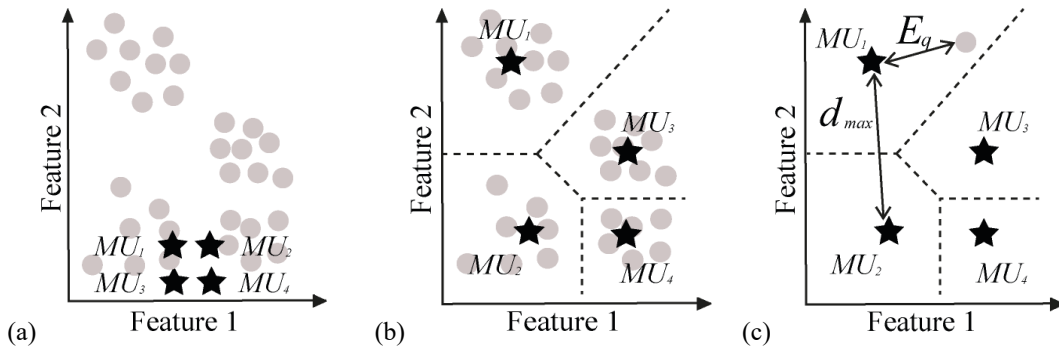 Feature 2
MU1
MU2
MU3
MU4
Feature 1
(a)
Feature 2
MU1
MU3
MU2
MU4
Feature 1
(b)
Feature 2
MU1
Eq
dmax
MU3
MU2
MU4
Feature 1
(c)